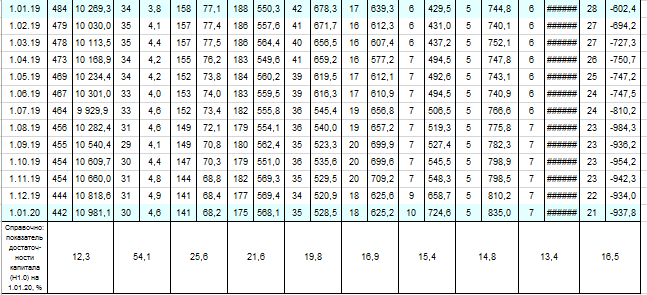 1.01.19 484 10 269,3 34 3,8 158 77,1 188 550,3 42 678,3 17 639,3 6 429,5 5 744,8 6 ###### 28 -602,4
1.02.19 479 10 030,0 35 4,1 157 77,4 186 557,6 41 671,7 16 612,3 6 431,0 5 740,1 6 ###### 27 -694,2
1.03.19 478 10 113,5 35 4,4 157 77,5 186 564,4 40 656,5 16 607,4 6 437,2 5 752,1 6 ###### 27 -727,3
1.04.19 473 10 168,9 34 4,2 155 76,2 183 549,6 41 659,2 16 577,2 7 494,5 5 747,8 6 ###### 26 -750,7
1.05.19 469 10 234,4 34 4,2 152 73,8 184 560,2 39 619,5 17 612,1 7 492,6 5 743,1 6 ###### 25 -747,2
1.06.19 467 10 301,0 33 4,0 153 74,0 183 559,5 39 616,3 17 610,9 7 494,5 5 740,9 6 ###### 24 -747,5
1.07.19 464 9 929,9 33 4,6 152 73,4 182 555,8 36 545,4 19 656,8 7 506,5 5 766,6 6 ###### 24 -810,2
1.08.19 456 10 282,4 31 4,6 149 72,1 179 554,1 36 540,0 19 657,2 7 519,3 5 775,8 7 ###### 23 -984,3
1.09.19 455 10 540,4 29 4,1 149 70,8 180 562,4 35 523,3 20 699,9 7 527,4 5 782,3 7 ###### 23 -936,2
1.10.19 454 10 609,7 30 4,4 147 70,3 179 551,0 36 535,6 20 699,6 7 545,5 5 798,9 7 ###### 23 -954,2
1.11.19 454 10 660,0 31 4,8 144 68,8 182 569,3 35 529,5 20 709,2 7 548,3 5 798,5 7 ###### 23 -942,3
1.12.19 444 10 818,6 31 4,9 141 68,4 177 569,4 34 520,9 18 625,6 9 658,7 5 810,2 7 ###### 22 -934,0
1.01.20 442 10 981,1 30 4,6 141 68,2 175 568,1 35 528,5 18 625,2 10 724,6 5 835,0 7 ###### 21 -937,8
Справочно:
показатель
достаточ-
ности
капитала
(Н1.0) на
1.01.20, %
12,3 54,1 25,6 21,6 19,8 16,9 15,4 14,8 13,4 16,5